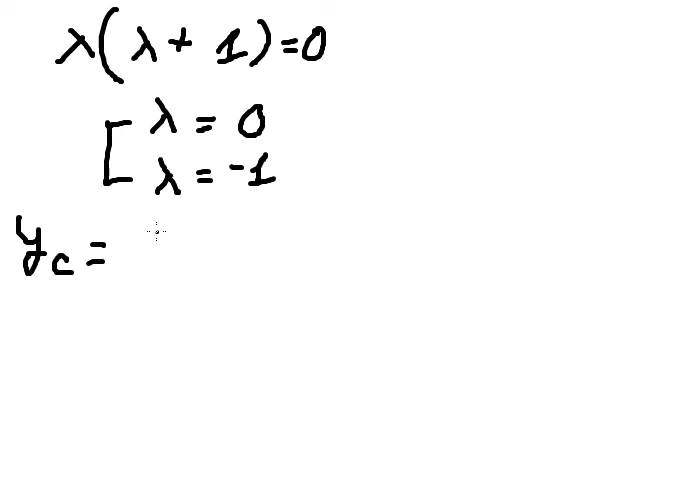 λ(λ+1)=0
[λ = 0
λ = -1
y_c =